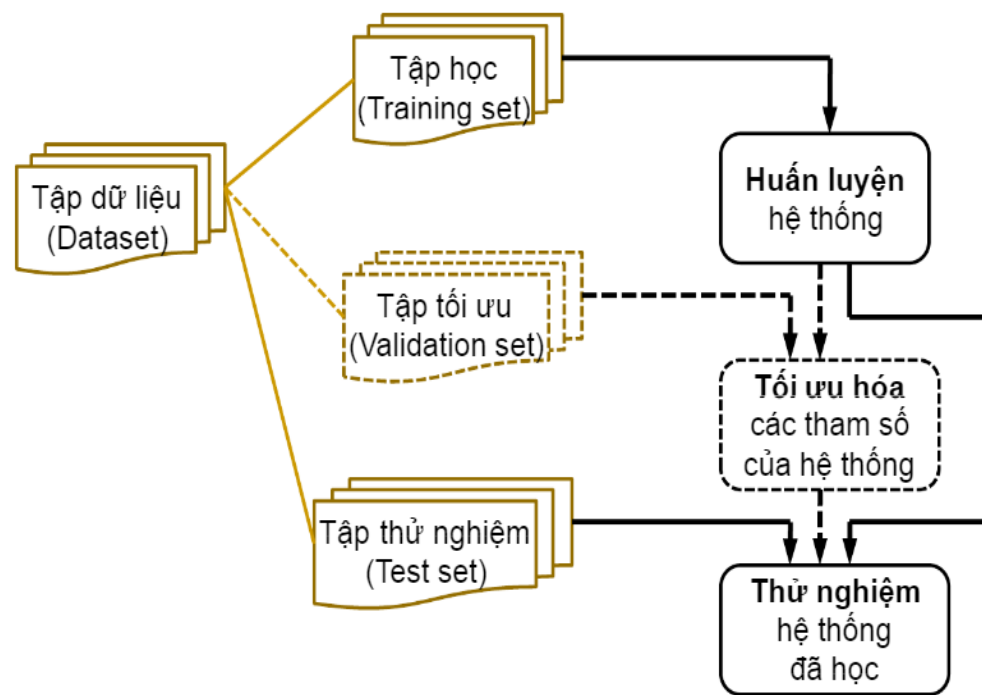 Tập học
(Training set)
Huấn luyện
hệ thống
Tập dữ liệu
(Dataset)
Tập tối ưu
(Validation set)
Tối ưu hóa
các tham số
của hệ thống
Tập thử nghiệm
(Test set)
Thử nghiệm
hệ thống
đã học